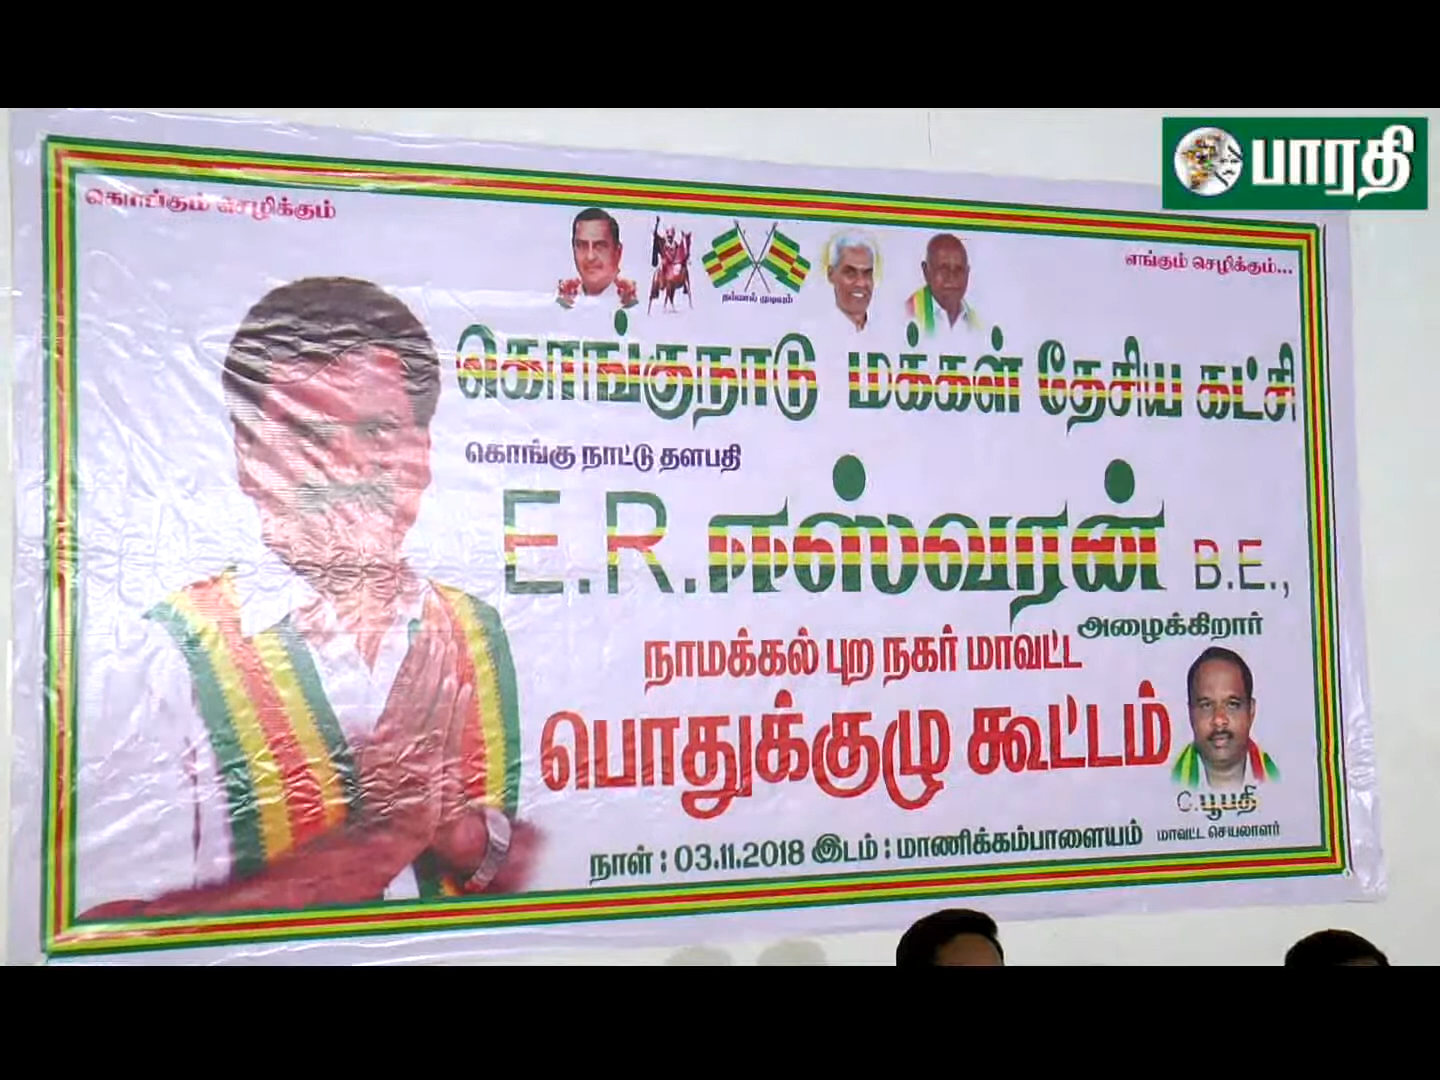 பாரதி
கொங்கும் செழிக்கும்
எங்கும் செழிக்கும்...
கொங்குநாடு மக்கள் தேசிய கட்சி
கொங்கு நாட்டு தளபதி
E.R.ஈஸ்வரன் B.E.,
அழைக்கிறார்
நாமக்கல் புற நகர் மாவட்ட
பொதுக்குழு கூட்டம்
C.பூபதி
மாவட்ட செயலாளர்
நாள் : 03.11.2018 இடம் : மாணிக்கம்பாளையம்